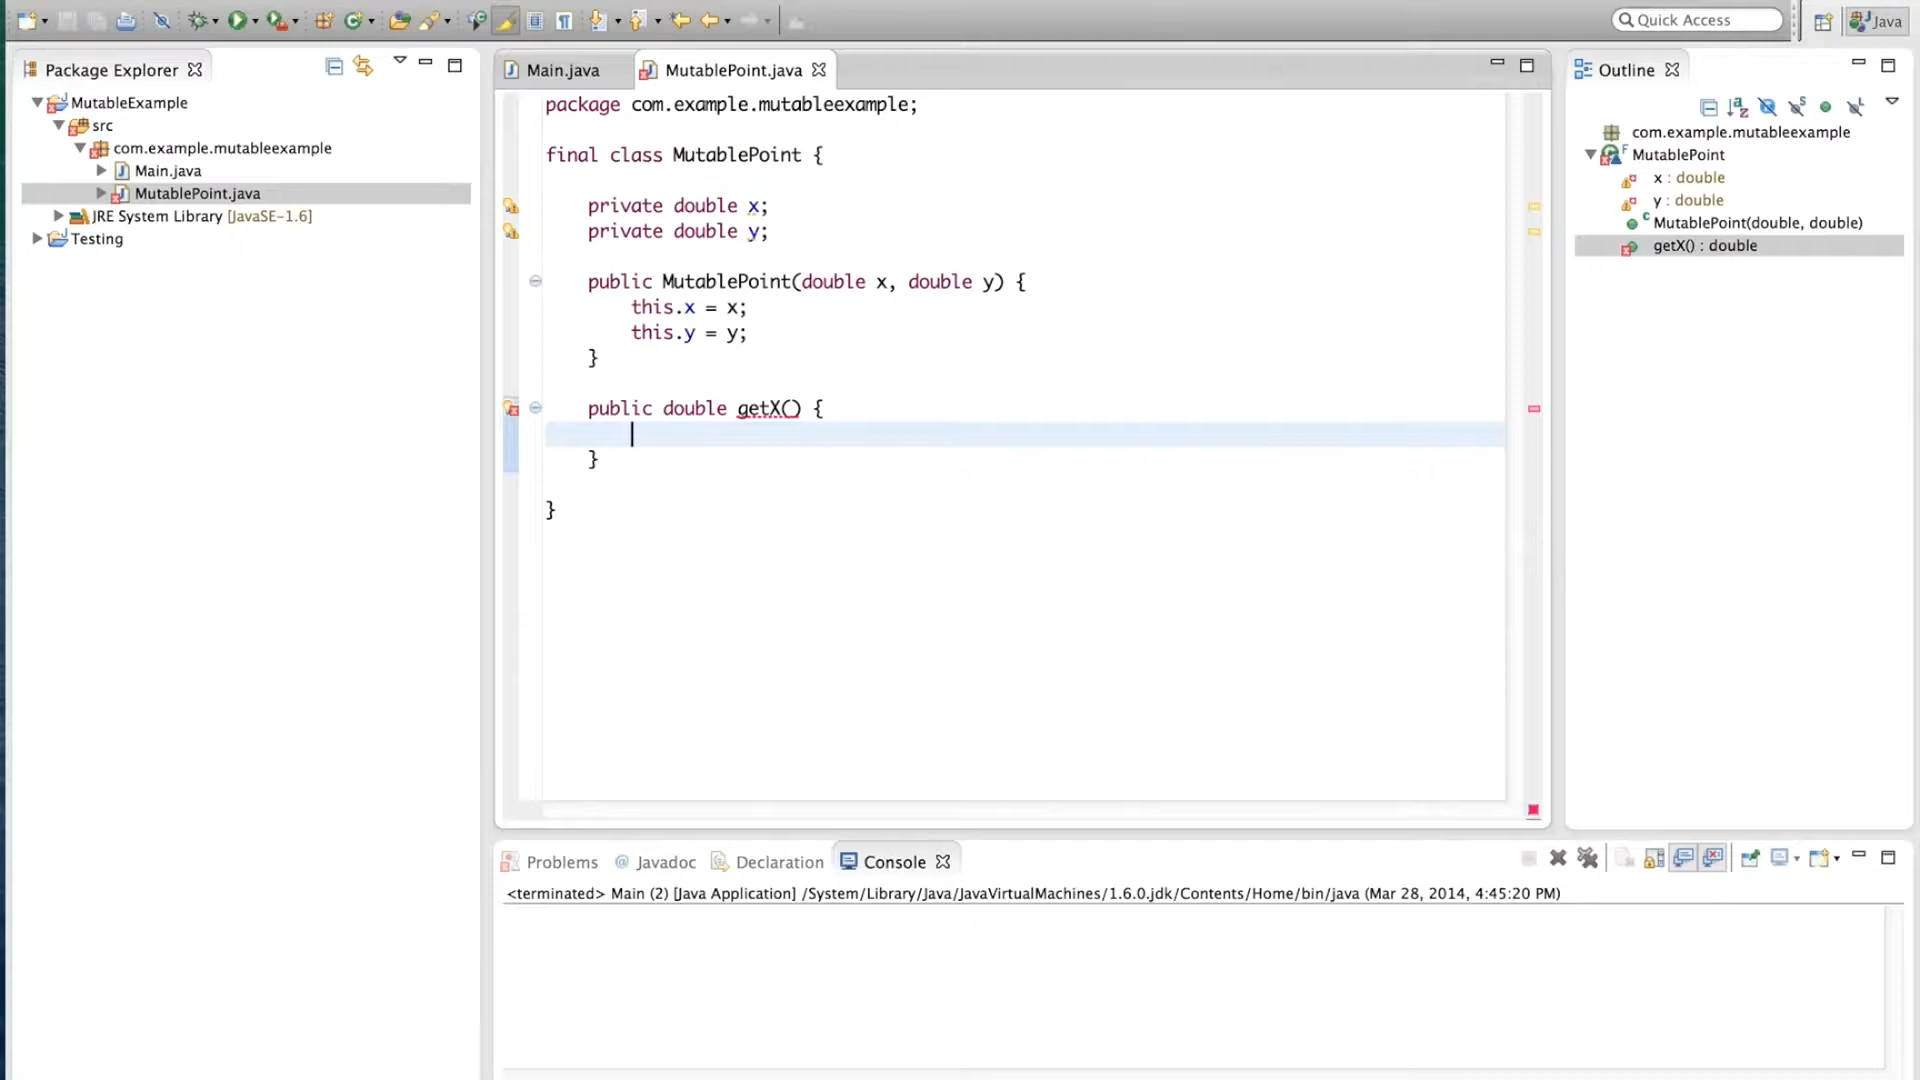 Quick Access
Java
Package Explorer
MutableExample
src
com.example.mutableexample
Main.java
MutablePoint.java
JRE System Library [JavaSE-1.6]
Testing
Main.java
MutablePoint.java
package com.example.mutableexample;
final class MutablePoint {
private double x;
private double y;
public MutablePoint(double x, double y) {
this.x = x;
this.y = y;
}
public double getX() {
}
}
Outline
com.example.mutableexample
MutablePoint
x : double
y : double
MutablePoint(double, double)
getX() : double
Problems
Javadoc
Declaration
Console
<terminated> Main (2) [Java Application] /System/Library/Java/JavaVirtualMachines/1.6.0.jdk/Contents/Home/bin/java (Mar 28, 2014, 4:45:20 PM)